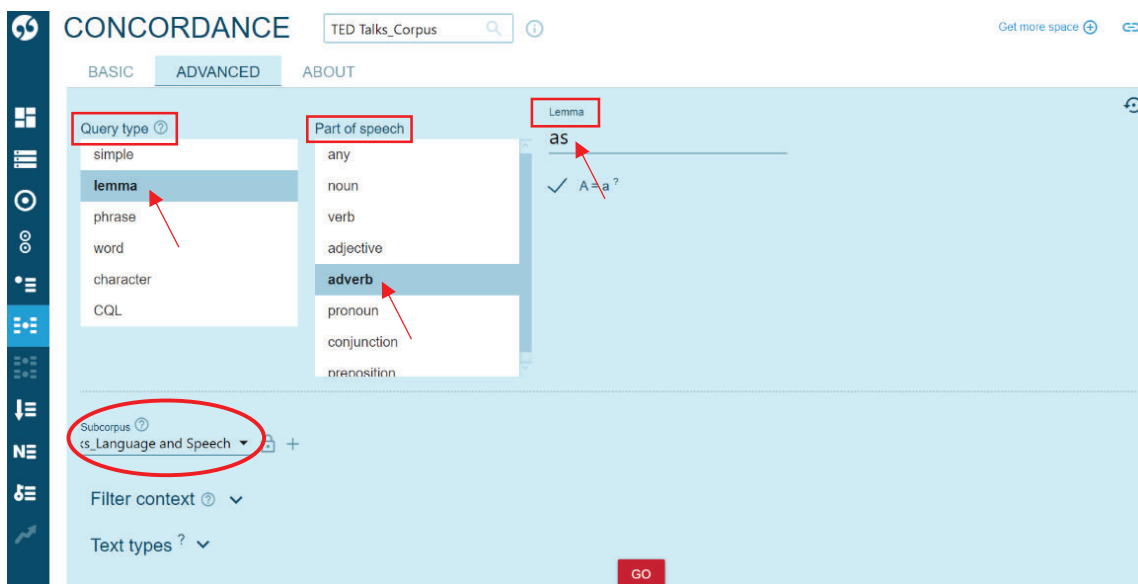 CONCORDANCE
TED Talks_Corpus
Get more space
BASIC ADVANCED ABOUT
Query type ?
simple
lemma
phrase
word
character
CQL
Part of speech
any
noun
verb
adjective
adverb
pronoun
conjunction
preposition
Lemma
as
A = a ?
Subcorpus ?
_Language and Speech
Filter context ?
Text types ?
GO